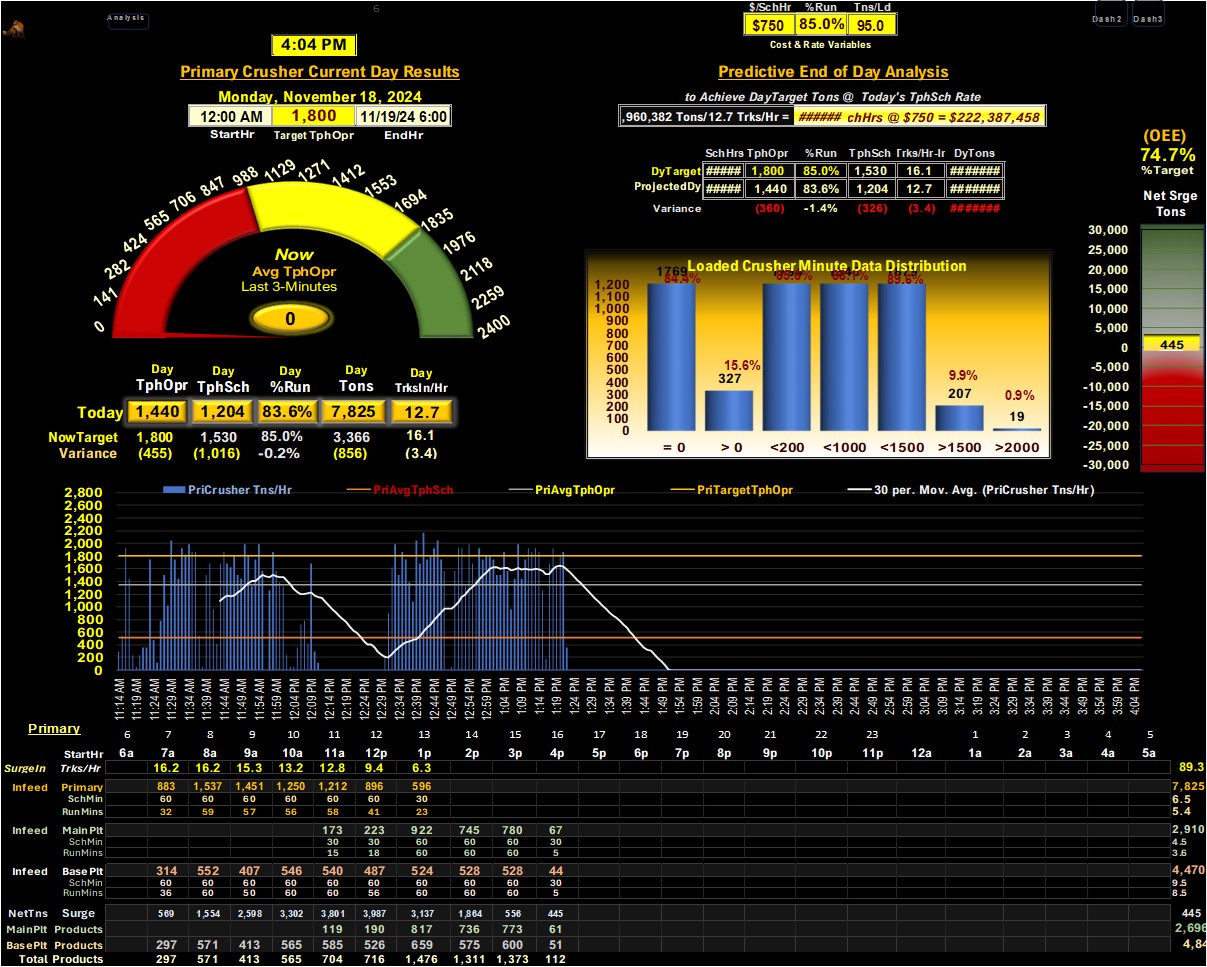 6
Analysis
$/SchHr %Run Tns/Ld
$750 85.0% 95.0
Cost & Rate Variables
Dash2 Dash3
4:04 PM
Primary Crusher Current Day Results
Monday, November 18, 2024
12:00 AM 1,800 11/19/24 6:00
StartHr Target TphOpr EndHr
Predictive End of Day Analysis
to Achieve DayTarget Tons @ Today's TphSch Rate
,960,382 Tons/12.7 Trks/Hr = ###### chHrs @ $750 = $222,387,458
SchHrs TphOpr %Run TphSch Trks/Hr-Ir DyTons
DyTarget ##### 1,800 85.0% 1,530 16.1 #######
ProjectedDy ##### 1,440 83.6% 1,204 12.7 #######
Variance (360) -1.4% (326) (3.4) #######
(OEE)
74.7%
%Target
Net Srge
Tons
30,000
25,000
20,000
15,000
10,000
5,000
0
-5,000
-10,000
-15,000
-20,000
-25,000
-30,000
445
0 141 282 424 565 706 847 988 1129 1271 1412 1553 1694 1835 1976 2118 2259 2400
Now
Avg TphOpr
Last 3-Minutes
0
Day Day Day Day Day
TphOpr TphSch %Run Tons TrksIn/Hr
Today 1,440 1,204 83.6% 7,825 12.7
NowTarget 1,800 1,530 85.0% 3,366 16.1
Variance (455) (1,016) -0.2% (856) (3.4)
Loaded Crusher Minute Data Distribution
1769
84.4% 89.6%
1,200
1,100
1,000
900
800
700
600
500
400
300
200
100
0
15.6%
327
9.9%
207
0.9%
19
= 0 > 0 <200 <1000 <1500 >1500 >2000
PriCrusher Tns/Hr PriAvgTphSch PriAvgTphOpr PriTargetTphOpr 30 per. Mov. Avg. (PriCrusher Tns/Hr)
2,800
2,600
2,400
2,200
2,000
1,800
1,600
1,400
1,200
1,000
800
600
400
200
0
11:14 AM 11:19 AM 11:24 AM 11:29 AM 11:34 AM 11:39 AM 11:44 AM 11:49 AM 11:54 AM 11:59 AM 12:04 PM 12:09 PM 12:29 PM 12:34 PM 12:39 PM 12:44 PM 12:49 PM 12:54 PM 12:59 PM 1:04 PM 1:09 PM 1:14 PM 1:19 PM 1:24 PM 1:29 PM 1:34 PM 1:39 PM 1:44 PM 1:49 PM 1:54 PM 1:59 PM 2:04 PM 2:09 PM 2:14 PM 2:19 PM 2:24 PM 2:29 PM 2:34 PM 2:39 PM 2:44 PM 2:49 PM 2:54 PM 2:59 PM 3:04 PM 3:09 PM 3:14 PM 3:19 PM 3:24 PM 3:29 PM 3:34 PM 3:39 PM 3:44 PM 3:49 PM 3:54 PM 3:59 PM 4:04 PM
Primary
6 7 8 9 10 11 12 13 14 15 16 17 18 19 20 21 22 23 1 2 3 4 5
StartHr 6a 7a 8a 9a 10a 11a 12p 1p 2p 3p 4p 5p 6p 7p 8p 9p 10p 11p 12a 1a 2a 3a 4a 5a
SurgeIn Trks/Hr 16.2 16.2 15.3 13.2 12.8 9.4 6.3 89.3
Infeed Primary 883 1,537 1,451 1,250 1,212 896 596 7,825
SchMin 60 60 60 60 60 60 30 6.5
RunMins 32 59 57 56 58 41 23 5.4
Infeed MainPlt 173 223 922 745 780 67 2,910
SchMin 30 30 60 60 60 30 4.5
RunMins 15 18 60 60 60 5 3.6
Infeed BasePlt 314 552 407 546 540 487 524 528 528 44 4,470
SchMin 60 60 60 60 60 60 60 60 60 30 9.5
RunMins 36 60 50 60 60 56 60 60 60 5 8.5
NetTns Surge 569 1,554 2,598 3,302 3,801 3,987 3,137 1,864 556 445 445
MainPlt Products 119 190 817 736 773 61 2,696
BasePlt Products 297 571 413 565 585 526 659 575 600 51 4,84
Total Products 297 571 413 565 704 716 1,476 1,311 1,373 112